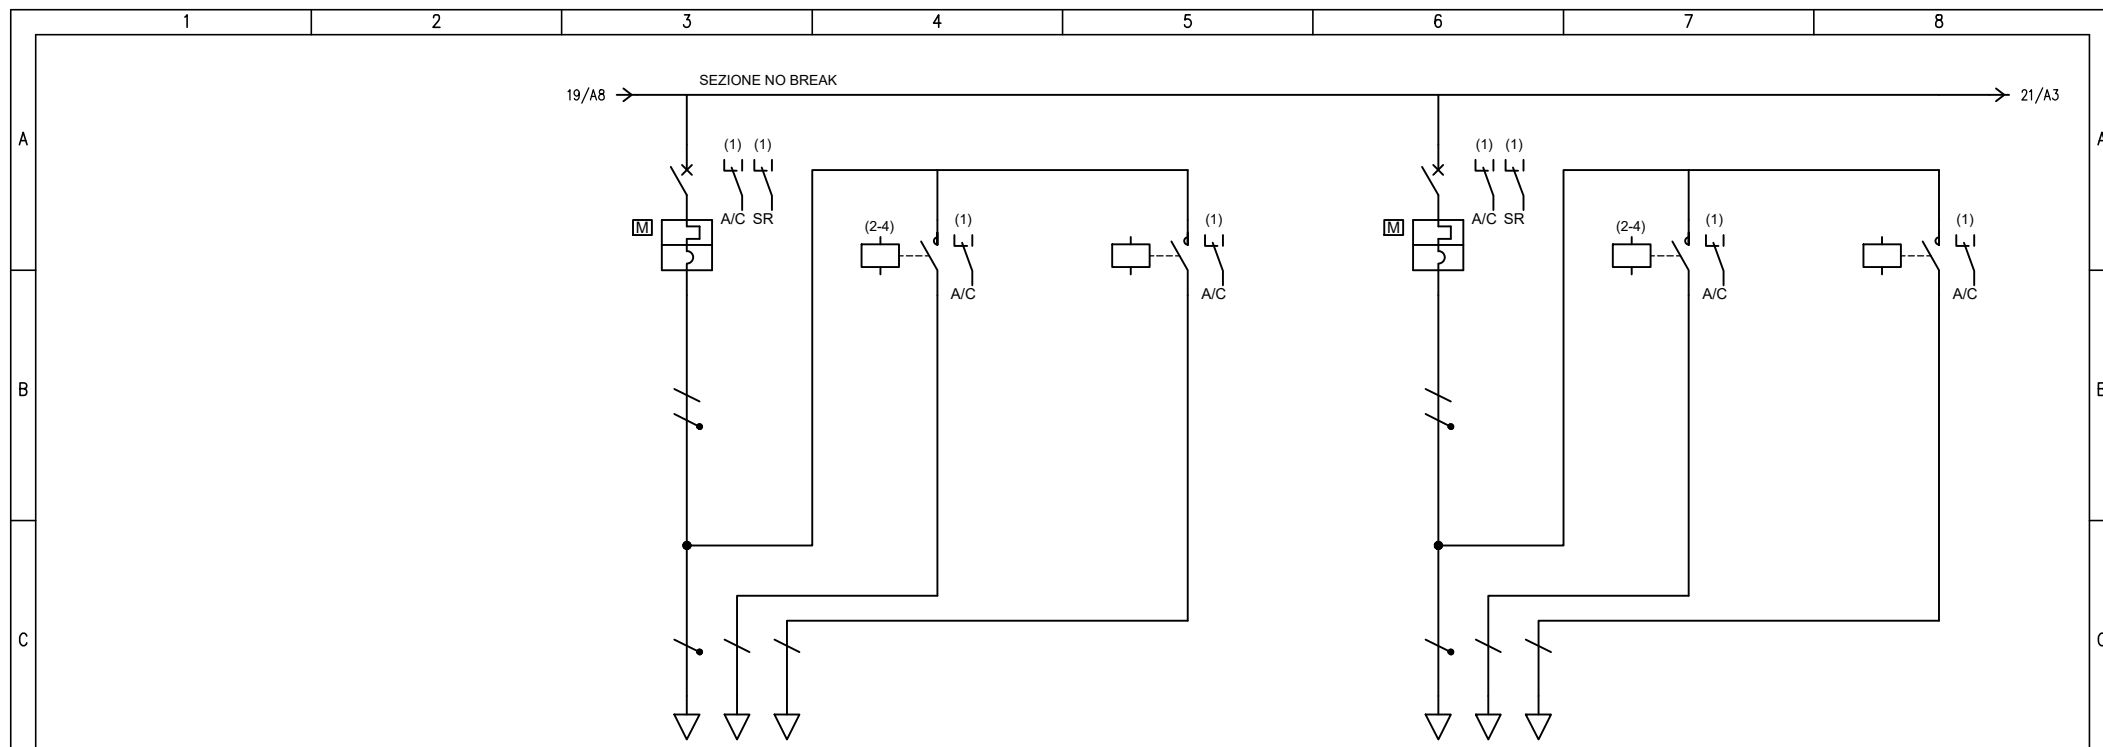 1 2 3 4 5 6 7 8
SEZIONE NO BREAK
19/A8 21/A3
A A
(1) (1) (1) (1)
A/C SR A/C SR
M (2-4) (1) (1) M (2-4) (1) (1)
A/C A/C A/C A/C
B B
C C